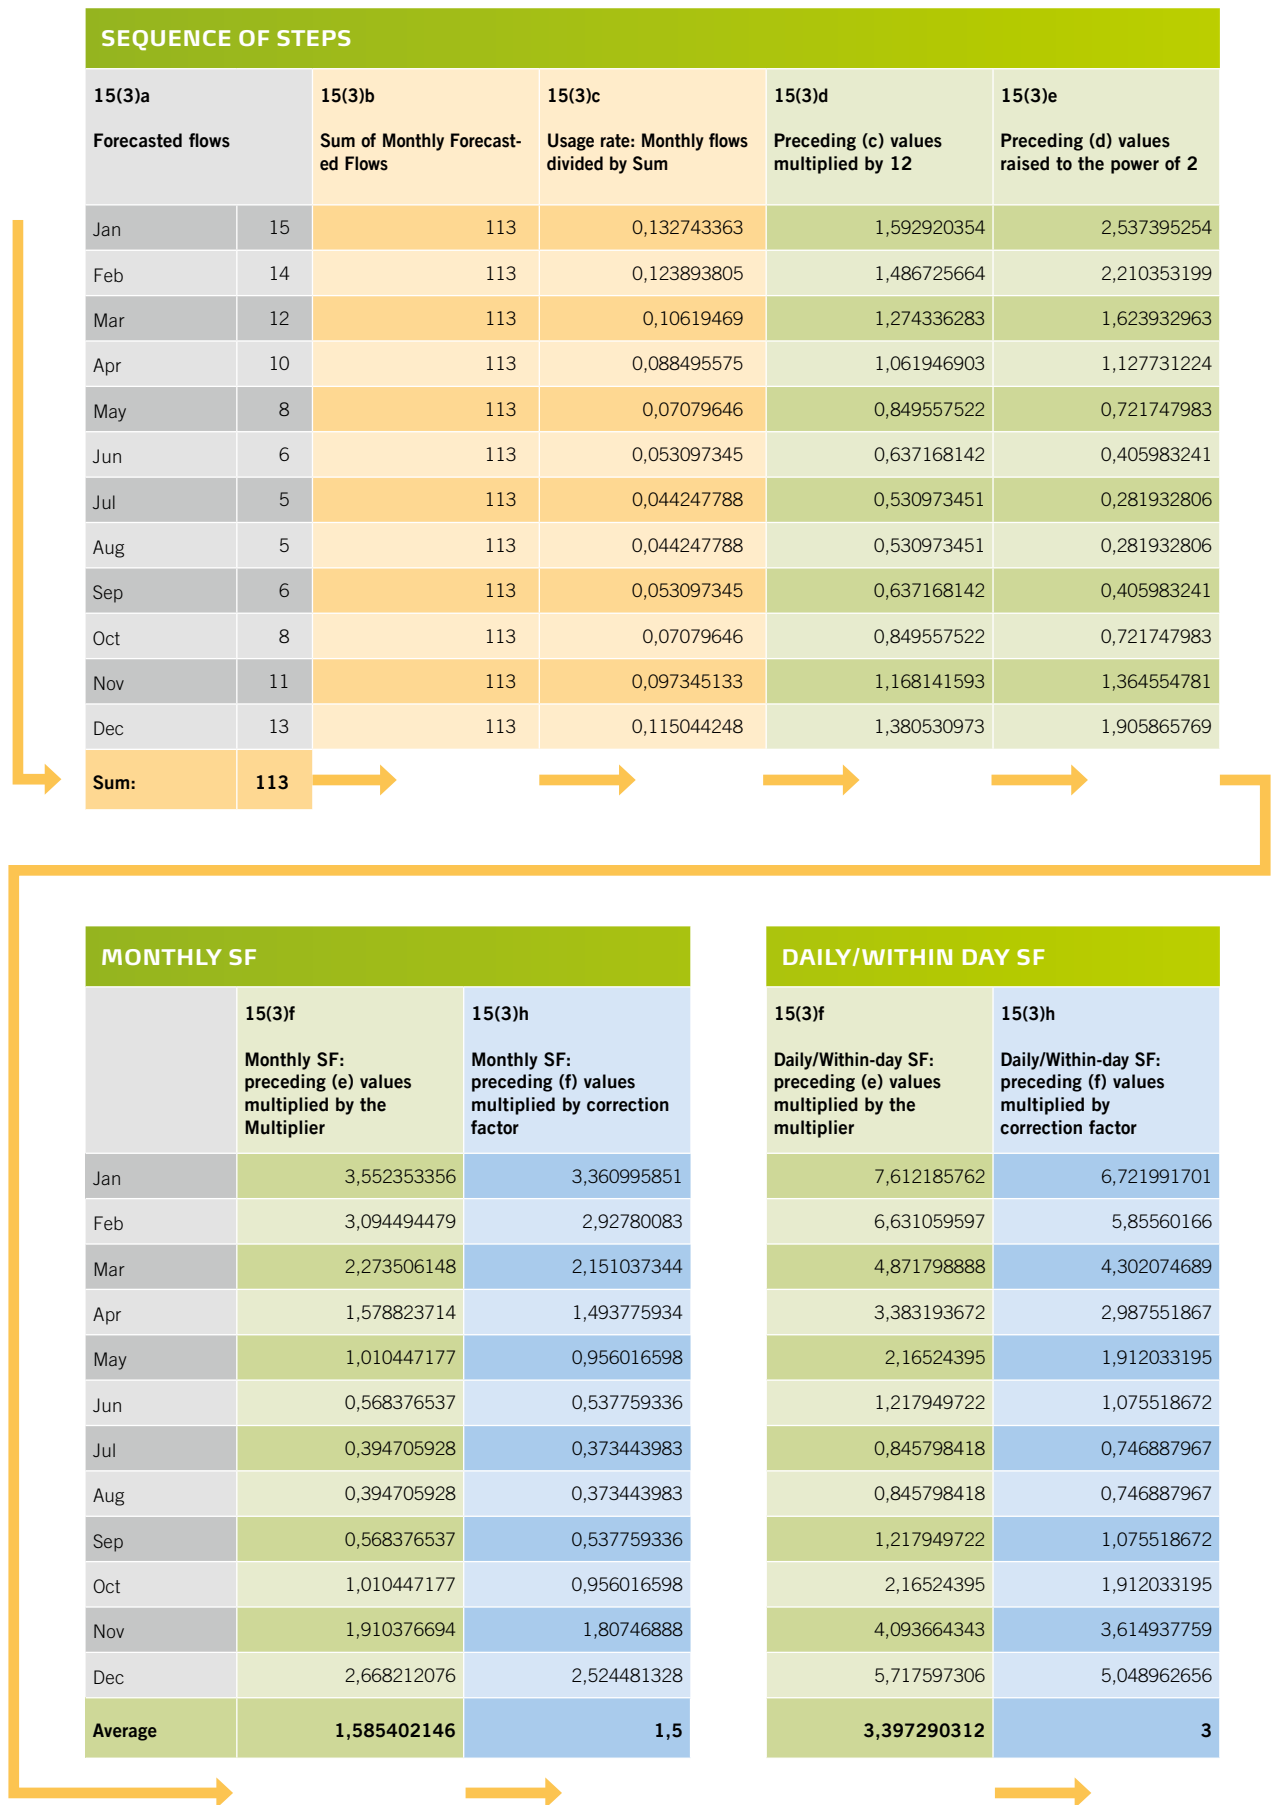 SEQUENCE OF STEPS
15(3)a 15(3)b 15(3)c 15(3)d 15(3)e
Forecasted flows Sum of Monthly Forecast- Usage rate: Monthly flows Preceding (c) values Preceding (d) values
ed Flows divided by Sum multiplied by 12 raised to the power of 2
Jan 15 113 0,132743363 1,592920354 2,537395254
Feb 14 113 0,123893805 1,486725664 2,210353199
Mar 12 113 0,10619469 1,274336283 1,623932963
Apr 10 113 0,088495575 1,061946903 1,127731224
May 8 113 0,07079646 0,849557522 0,721747983
Jun 6 113 0,053097345 0,637168142 0,405983241
Jul 5 113 0,044247788 0,530973451 0,281932806
Aug 5 113 0,044247788 0,530973451 0,281932806
Sep 6 113 0,053097345 0,637168142 0,405983241
Oct 8 113 0,07079646 0,849557522 0,721747983
Nov 11 113 0,097345133 1,168141593 1,364554781
Dec 13 113 0,115044248 1,380530973 1,905865769
Sum: 113
MONTHLY SF
15(3)f 15(3)h
Monthly SF: Monthly SF:
preceding (e) values preceding (f) values
multiplied by the multiplied by correction
Multiplier factor
Jan 3,552353356 3,360995851
Feb 3,094494479 2,92780083
Mar 2,273506148 2,151037344
Apr 1,578823714 1,493775934
May 1,010447177 0,956016598
Jun 0,568376537 0,537759336
Jul 0,394705928 0,373443983
Aug 0,394705928 0,373443983
Sep 0,568376537 0,537759336
Oct 1,010447177 0,956016598
Nov 1,910376694 1,80746888
Dec 2,668212076 2,524481328
Average 1,585402146 1,5
DAILY/WITHIN DAY SF
15(3)f 15(3)h
Daily/Within-day SF: Daily/Within-day SF:
preceding (e) values preceding (f) values
multiplied by the multiplied by
multiplier correction factor
7,612185762 6,721991701
6,631059597 5,85560166
4,871798888 4,302074689
3,383193672 2,987551867
2,16524395 1,912033195
1,217949722 1,075518672
0,845798418 0,746887967
0,845798418 0,746887967
1,217949722 1,075518672
2,16524395 1,912033195
4,093664343 3,614937759
5,717597306 5,048962656
3,397290312 3